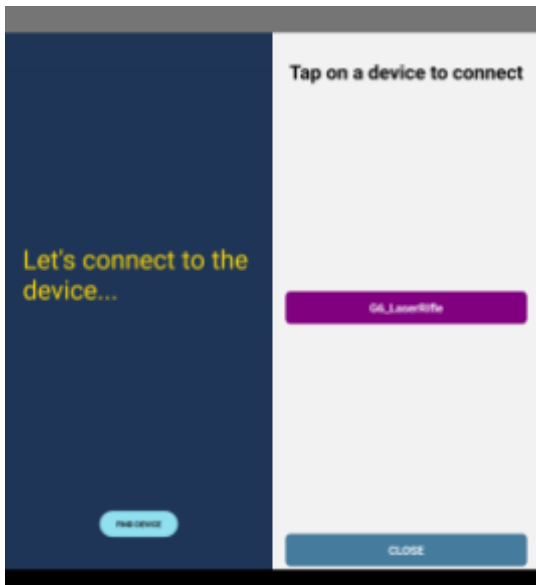 Let's connect to the
device...
FIND DEVICE
Tap on a device to connect
G6_LaserRifle
CLOSE